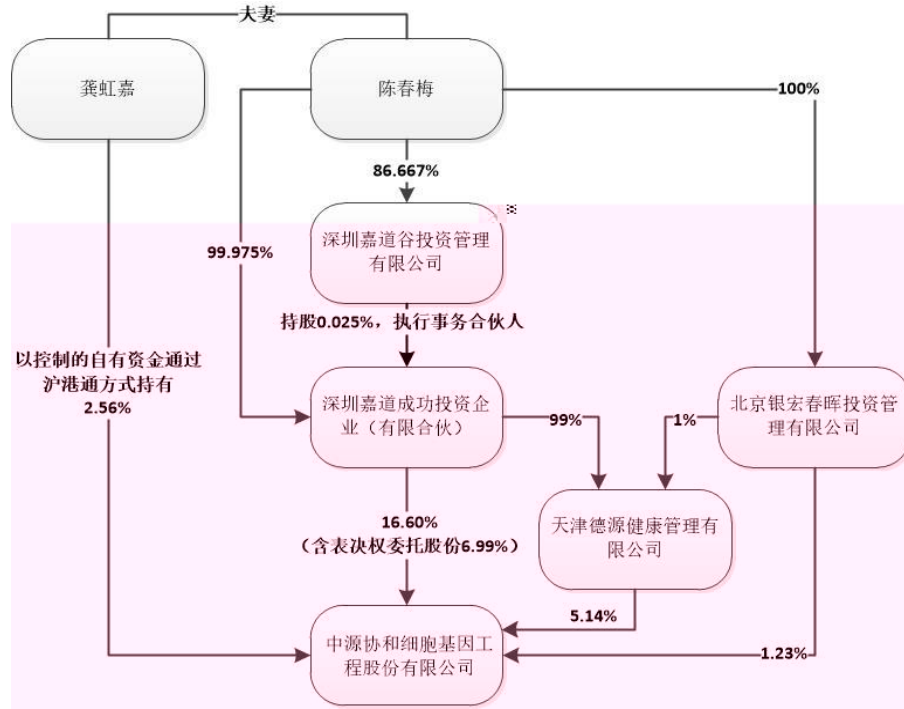 夫妻
龚虹嘉
陈春梅
100%
86.667%
深圳嘉道谷投资管理
有限公司
99.975%
持股0.025%，执行事务合伙人
以控制的自有资金通过
沪港通方式持有
2.56%
深圳嘉道成功投资企
业（有限合伙）
99%
1%
北京银宏春晖投资管
理有限公司
天津德源健康管理有
限公司
16.60%
（含表决权委托股份6.99%）
5.14%
中源协和细胞基因工
程股份有限公司
1.23%